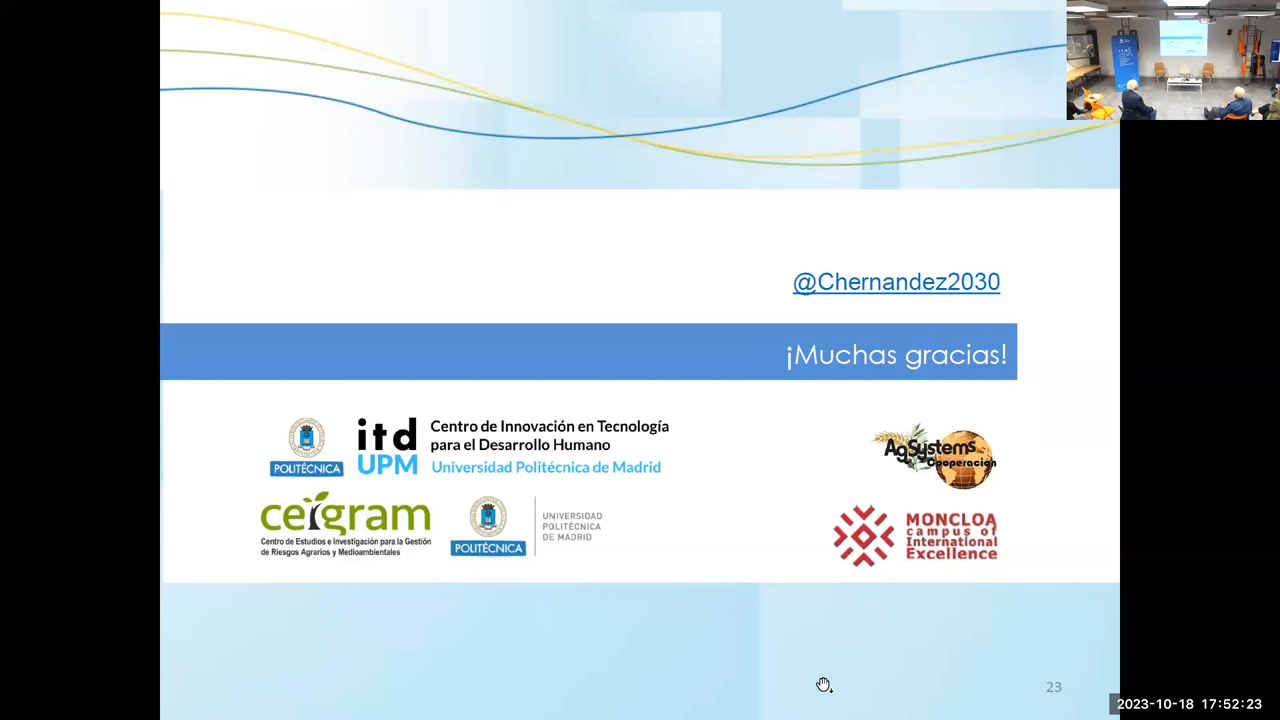 @Chernandez2030
¡Muchas gracias!
POLITÉCNICA
itd
UPM
Centro de Innovación en Tecnología
para el Desarrollo Humano
Universidad Politécnica de Madrid
AgSystems
Cooperación
ceigram
Centro de Estudios e Investigación para la Gestión
de Riesgos Agrarios y Medioambientales
POLITÉCNICA
UNIVERSIDAD
POLITÉCNICA
DE MADRID
MONCLOA
campus of
International
Excellence
23
2023-10-18 17:52:23